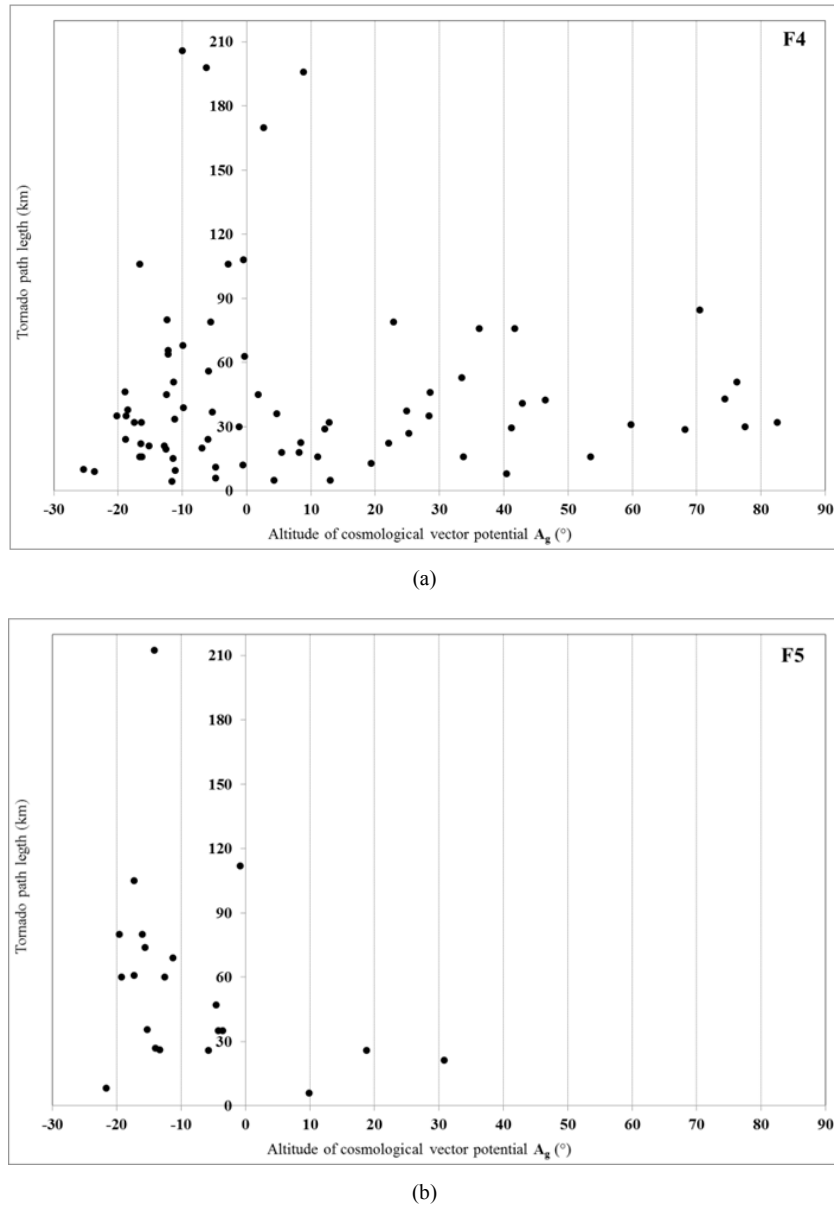 F4
210
180
150
120
90
60
30
0
Tornado path legth (km)
-30 -20 -10 0 10 20 30 40 50 60 70 80 90
Altitude of cosmological vector potential Ag (°)
(a)
F5
210
180
150
120
90
60
30
0
Tornado path legth (km)
-30 -20 -10 0 10 20 30 40 50 60 70 80 90
Altitude of cosmological vector potential Ag (°)
(b)